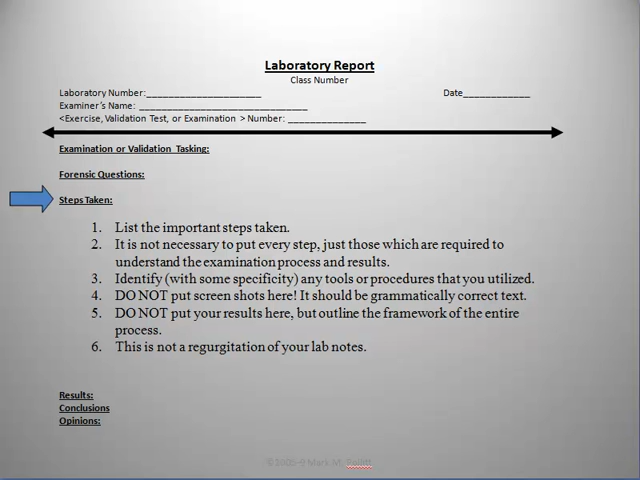 Laboratory Report
Class Number
Laboratory Number:_____________________ Date_____________
Examiner's Name: _______________________________
<Exercise, Validation Test, or Examination > Number: ______________
Examination or Validation Tasking:
Forensic Questions:
Steps Taken:
1. List the important steps taken.
2. It is not necessary to put every step, just those which are required to
understand the examination process and results.
3. Identify (with some specificity) any tools or procedures that you utilized.
4. DO NOT put screen shots here! It should be grammatically correct text.
5. DO NOT put your results here, but outline the framework of the entire
process.
6. This is not a regurgitation of your lab notes.
Results:
Conclusions
Opinions:
Mark M.